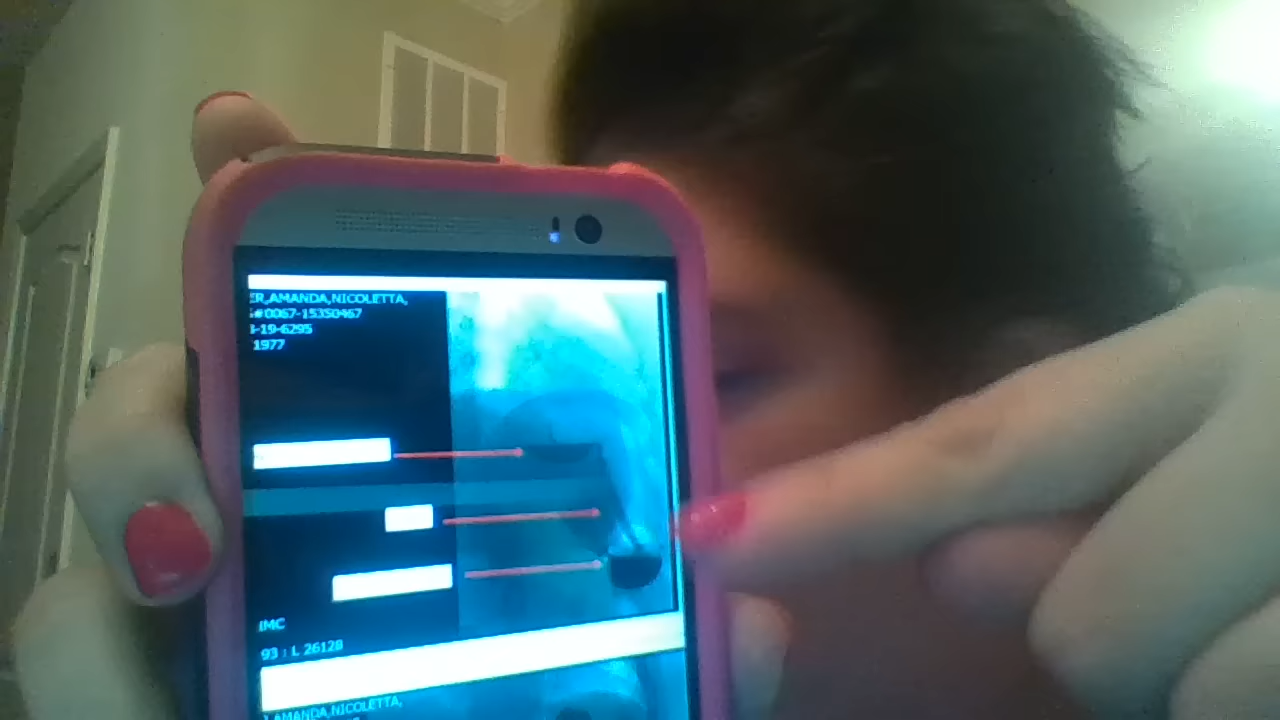 ER,AMANDA,NICOLETTA,
#0067-15350467
-19-6295
1977
IMC
93 : L 26128
,AMANDA,NICOLETTA,